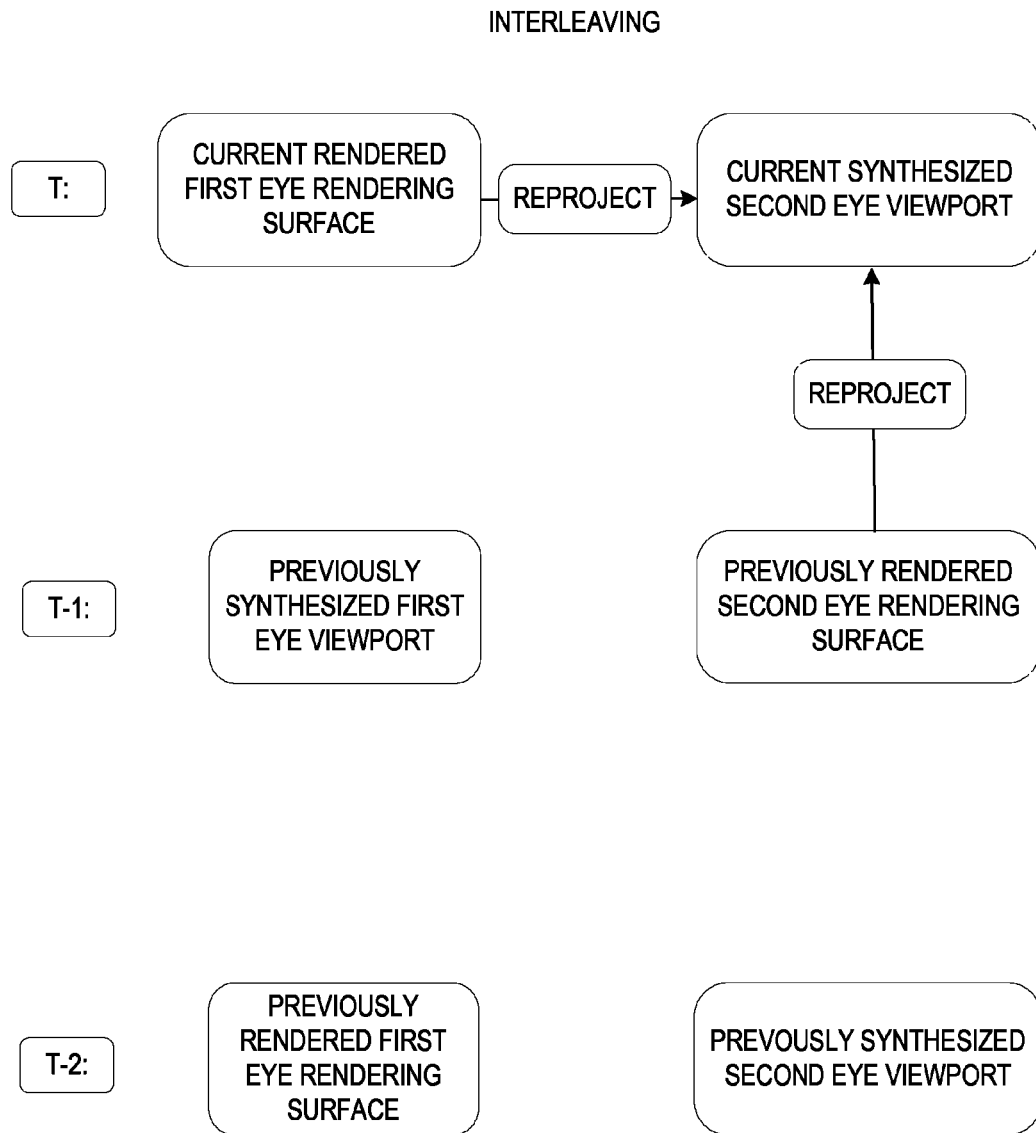 INTERLEAVING
T:
CURRENT RENDERED
FIRST EYE RENDERING
SURFACE
REPROJECT
CURRENT SYNTHESIZED
SECOND EYE VIEWPORT
REPROJECT
T-1:
PREVIOUSLY
SYNTHESIZED FIRST
EYE VIEWPORT
PREVIOUSLY RENDERED
SECOND EYE RENDERING
SURFACE
T-2:
PREVIOUSLY
RENDERED FIRST
EYE RENDERING
SURFACE
PREVOUSLY SYNTHESIZED
SECOND EYE VIEWPORT